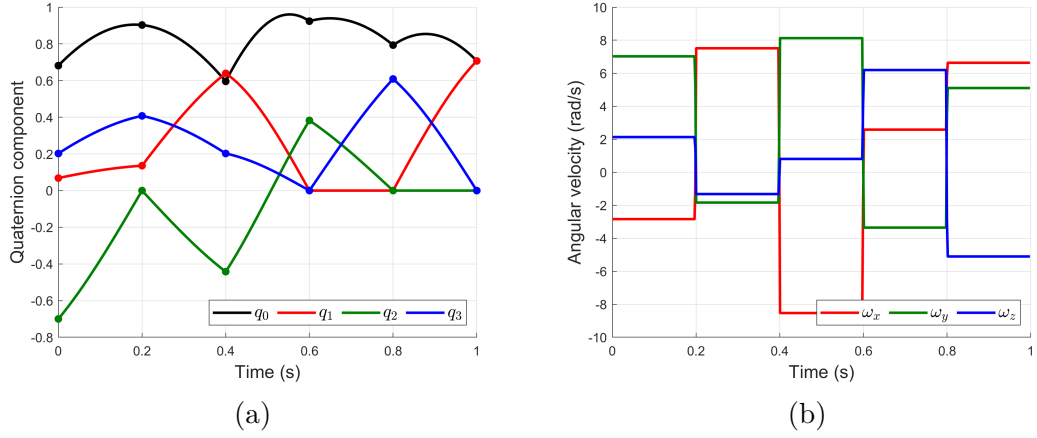 1
0.8
0.6
0.4
0.2
0
-0.2
-0.4
-0.6
-0.8
Quaternion component
0 0.2 0.4 0.6 0.8 1
Time (s)
q₀ q₁ q₂ q₃
(a)
10
8
6
4
2
0
-2
-4
-6
-8
-10
Angular velocity (rad/s)
0 0.2 0.4 0.6 0.8 1
Time (s)
ωₓ ω_y ω_z
(b)